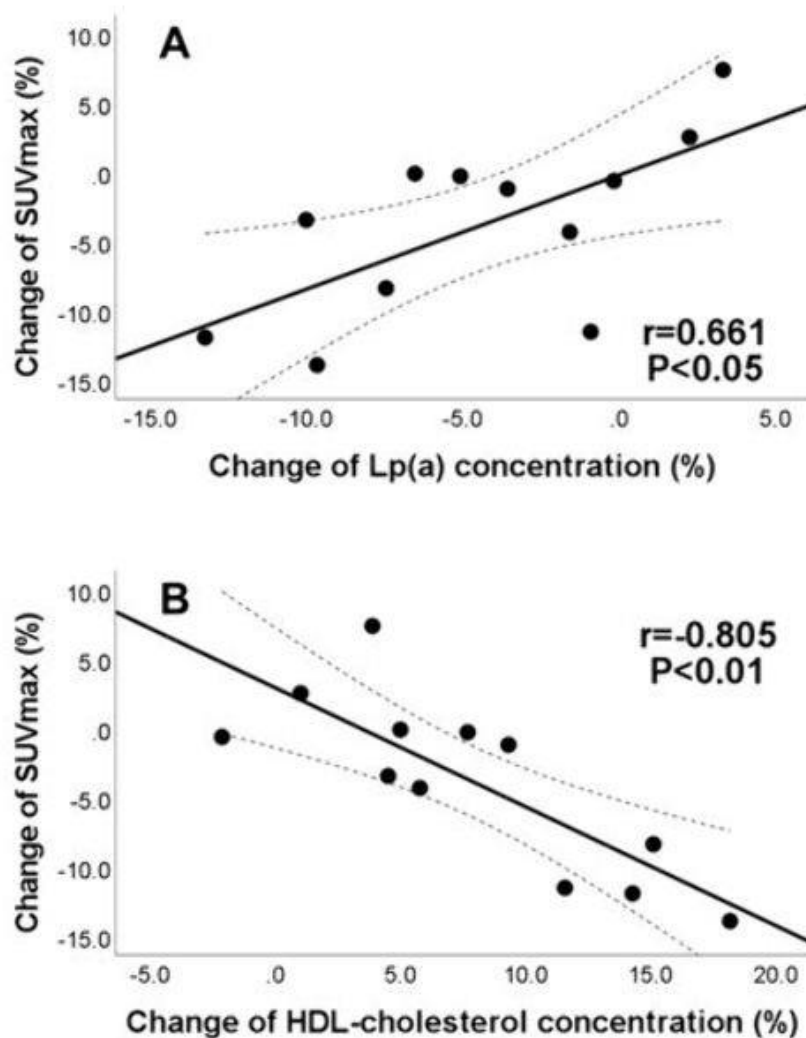 A
Change of SUVmax (%)
10.0
5.0
.0
-5.0
-10.0
-15.0
r=0.661
P<0.05
-15.0 -10.0 -5.0 .0 5.0
Change of Lp(a) concentration (%)
B
Change of SUVmax (%)
10.0
5.0
.0
-5.0
-10.0
-15.0
r=-0.805
P<0.01
-5.0 .0 5.0 10.0 15.0 20.0
Change of HDL-cholesterol concentration (%)